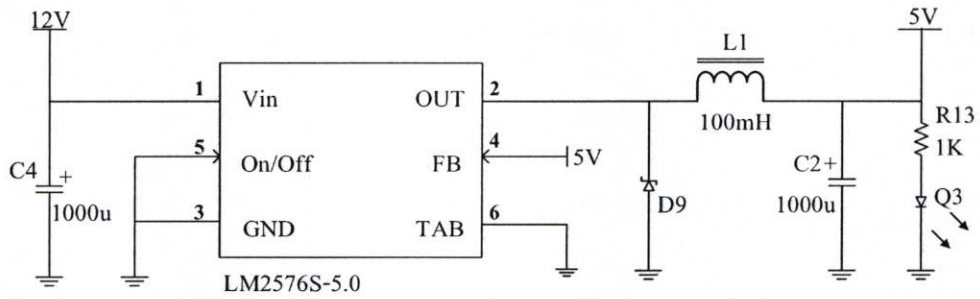 12V
5V
L1
1
Vin
OUT
2
100mH
R13
1K
5
On/Off
FB
4
5V
C4
+
1000u
D9
C2+
1000u
Q3
3
GND
TAB
6
LM2576S-5.0